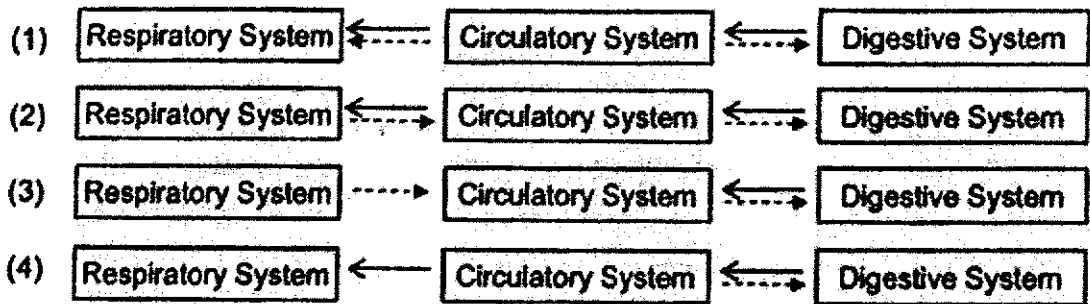 (1) Respiratory System Circulatory System Digestive System
(2) Respiratory System Circulatory System Digestive System
(3) Respiratory System Circulatory System Digestive System
(4) Respiratory System Circulatory System Digestive System